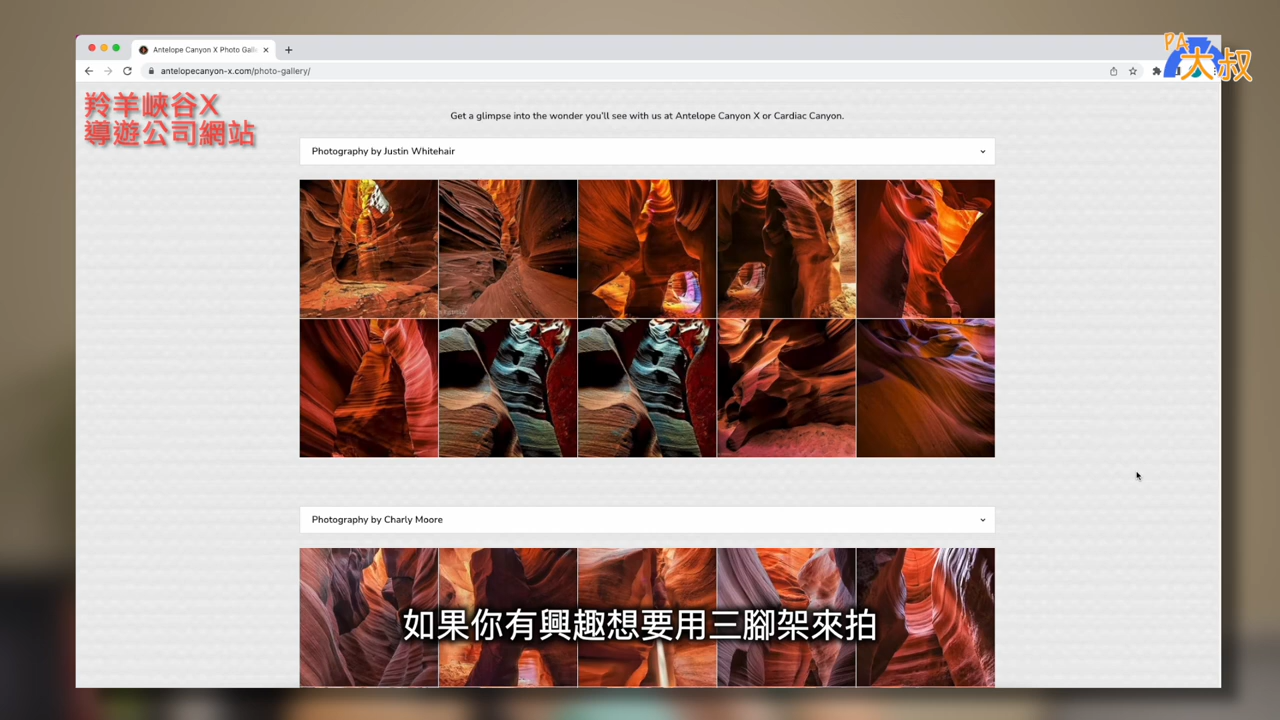 Antelope Canyon X Photo Gall
antelopecanyon-x.com/photo-gallery/
PA
大叔
羚羊峽谷X
導遊公司網站
Get a glimpse into the wonder you'll see with us at Antelope Canyon X or Cardiac Canyon.
Photography by Justin Whitehair
Photography by Charly Moore
如果你有興趣想要用三腳架來拍